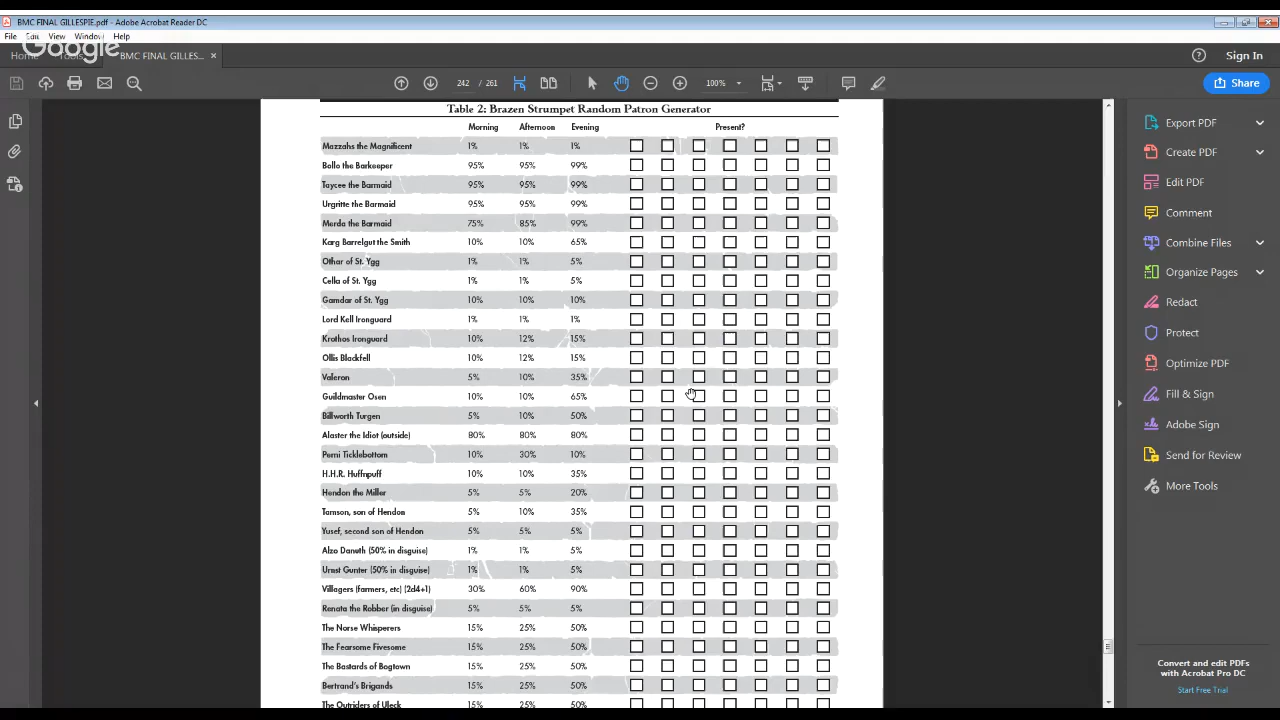 BMC FINAL GILLESPIE.pdf - Adobe Acrobat Reader DC
File Edit View Window Help
Google
Home Tools BMC FINAL GILLES... × Sign In
242 / 261 100% Share
Table 2: Brazen Strumpet Random Patron Generator
Morning Afternoon Evening Present?
Mazzahs the Magnificent 1% 1% 1%
Bollo the Barkeeper 95% 95% 99%
Taycee the Barmaid 95% 95% 99%
Urgritte the Barmaid 95% 95% 99%
Merda the Barmaid 75% 85% 99%
Karg Barrelgut the Smith 10% 10% 65%
Othar of St. Ygg 1% 1% 5%
Cella of St. Ygg 1% 1% 5%
Gamdar of St. Ygg 10% 10% 10%
Lord Kell Ironguard 1% 1% 1%
Krothos Ironguard 10% 12% 15%
Ollis Blackfell 10% 12% 15%
Valeron 5% 10% 35%
Guildmaster Osen 10% 10% 65%
Billworth Turgen 5% 10% 50%
Alaster the Idiot (outside) 80% 80% 80%
Perni Ticklebottom 10% 30% 10%
H.H.R. Huffnpuff 10% 10% 35%
Hendon the Miller 5% 5% 20%
Tamson, son of Hendon 5% 10% 35%
Yusef, second son of Hendon 5% 5% 5%
Alzo Danuth (50% in disguise) 1% 1% 5%
Urnst Gunter (50% in disguise) 1% 1% 5%
Villagers (farmers, etc) (2d4+1) 30% 60% 90%
Renata the Robber (in disguise) 5% 5% 5%
The Norse Whisperers 15% 25% 50%
The Fearsome Fivesome 15% 25% 50%
The Bastards of Bogtown 15% 25% 50%
Bertrand's Brigands 15% 25% 50%
The Outriders of Uleck 15% 25% 50%
Export PDF
Create PDF
Edit PDF
Comment
Combine Files
Organize Pages
Redact
Protect
Optimize PDF
Fill & Sign
Adobe Sign
Send for Review
More Tools
Convert and edit PDFs
with Acrobat Pro DC
Start Free Trial